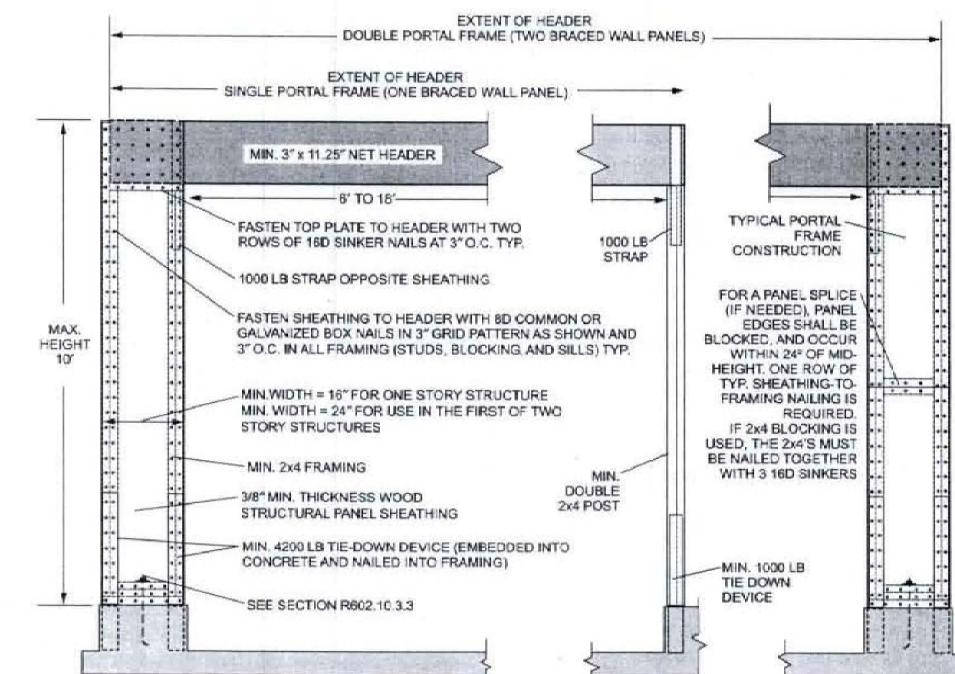 EXTENT OF HEADER
DOUBLE PORTAL FRAME (TWO BRACED WALL PANELS)
EXTENT OF HEADER
SINGLE PORTAL FRAME (ONE BRACED WALL PANEL)
MIN. 3" x 11.25" NET HEADER
6' TO 18'
FASTEN TOP PLATE TO HEADER WITH TWO
ROWS OF 16D SINKER NAILS AT 3" O.C. TYP.
1000 LB STRAP OPPOSITE SHEATHING
FASTEN SHEATHING TO HEADER WITH 8D COMMON OR
GALVANIZED BOX NAILS IN 3" GRID PATTERN AS SHOWN AND
3" O.C. IN ALL FRAMING (STUDS, BLOCKING, AND SILLS) TYP.
MAX.
HEIGHT
10'
MIN.WIDTH = 16" FOR ONE STORY STRUCTURE
MIN. WIDTH = 24" FOR USE IN THE FIRST OF TWO
STORY STRUCTURES
MIN. 2x4 FRAMING
3/8" MIN. THICKNESS WOOD
STRUCTURAL PANEL SHEATHING
MIN. 4200 LB TIE-DOWN DEVICE (EMBEDDED INTO
CONCRETE AND NAILED INTO FRAMING)
SEE SECTION R602.10.3.3
1000 LB
STRAP
MIN.
DOUBLE
2x4 POST
MIN. 1000 LB
TIE DOWN
DEVICE
TYPICAL PORTAL
FRAME
CONSTRUCTION
FOR A PANEL SPLICE
(IF NEEDED), PANEL
EDGES SHALL BE
BLOCKED, AND OCCUR
WITHIN 24" OF MID-
HEIGHT. ONE ROW OF
TYP. SHEATHING-TO-
FRAMING NAILING IS
REQUIRED.
IF 2x4 BLOCKING IS
USED, THE 2x4'S MUST
BE NAILED TOGETHER
WITH 3 16D SINKERS